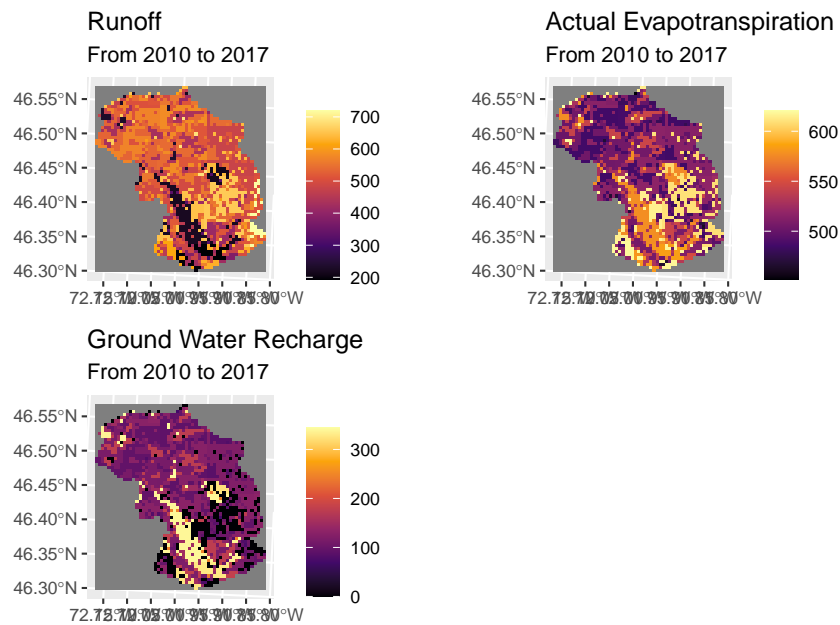 Runoff
From 2010 to 2017
46.55°N
46.50°N
46.45°N
46.40°N
46.35°N
46.30°N
700
600
500
400
300
200
Actual Evapotranspiration
From 2010 to 2017
46.55°N
46.50°N
46.45°N
46.40°N
46.35°N
46.30°N
600
550
500
Ground Water Recharge
From 2010 to 2017
46.55°N
46.50°N
46.45°N
46.40°N
46.35°N
46.30°N
300
200
100
0